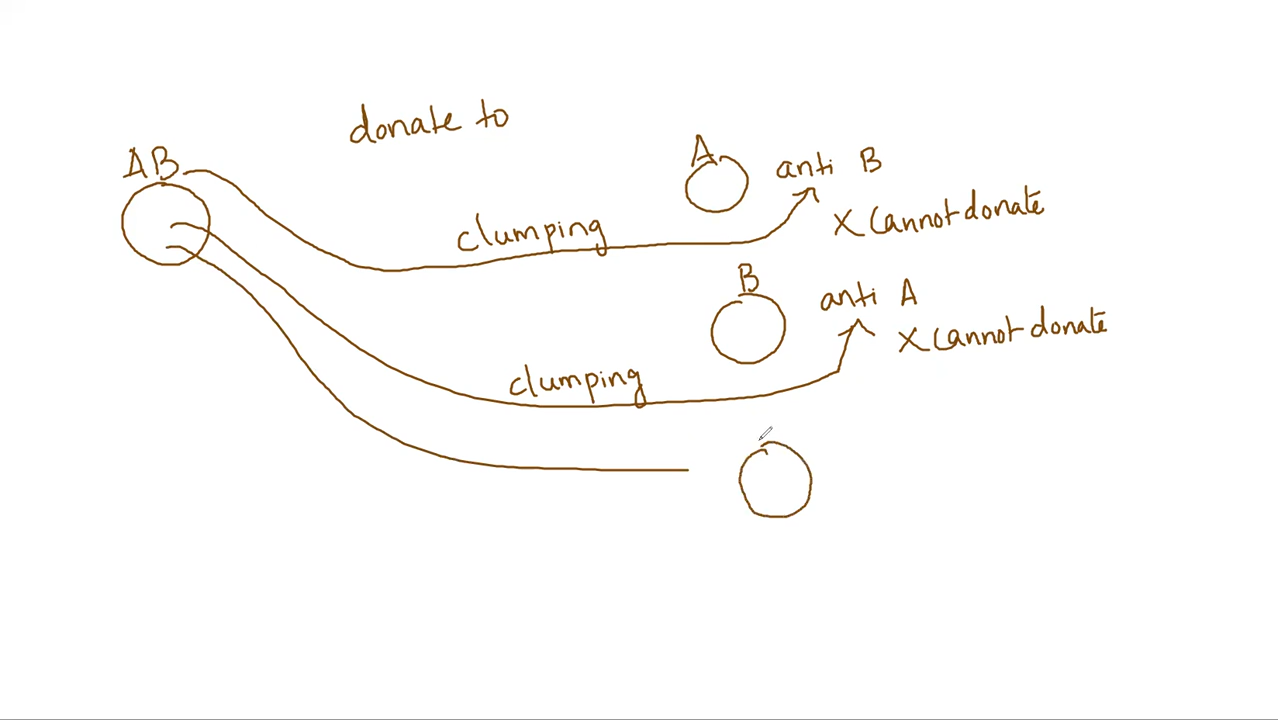 donate to
AB
A anti B
X Cannot donate
clumping
B anti A
X Cannot donate
clumping